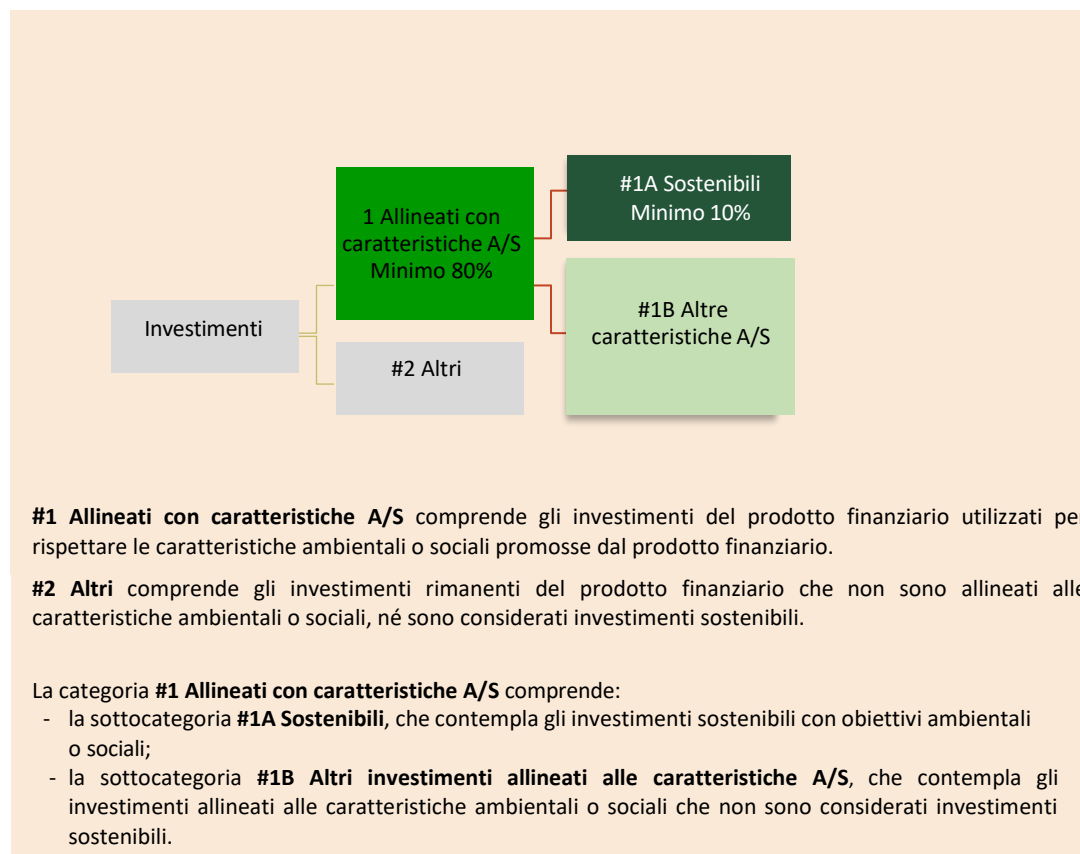 #1A Sostenibili
Minimo 10%
1 Allineati con
caratteristiche A/S
Minimo 80%
#1B Altre
caratteristiche A/S
Investimenti
#2 Altri
#1 Allineati con caratteristiche A/S comprende gli investimenti del prodotto finanziario utilizzati per
rispettare le caratteristiche ambientali o sociali promosse dal prodotto finanziario.
#2 Altri comprende gli investimenti rimanenti del prodotto finanziario che non sono allineati alle
caratteristiche ambientali o sociali, né sono considerati investimenti sostenibili.
La categoria #1 Allineati con caratteristiche A/S comprende:
- la sottocategoria #1A Sostenibili, che contempla gli investimenti sostenibili con obiettivi ambientali
o sociali;
- la sottocategoria #1B Altri investimenti allineati alle caratteristiche A/S, che contempla gli
investimenti allineati alle caratteristiche ambientali o sociali che non sono considerati investimenti
sostenibili.